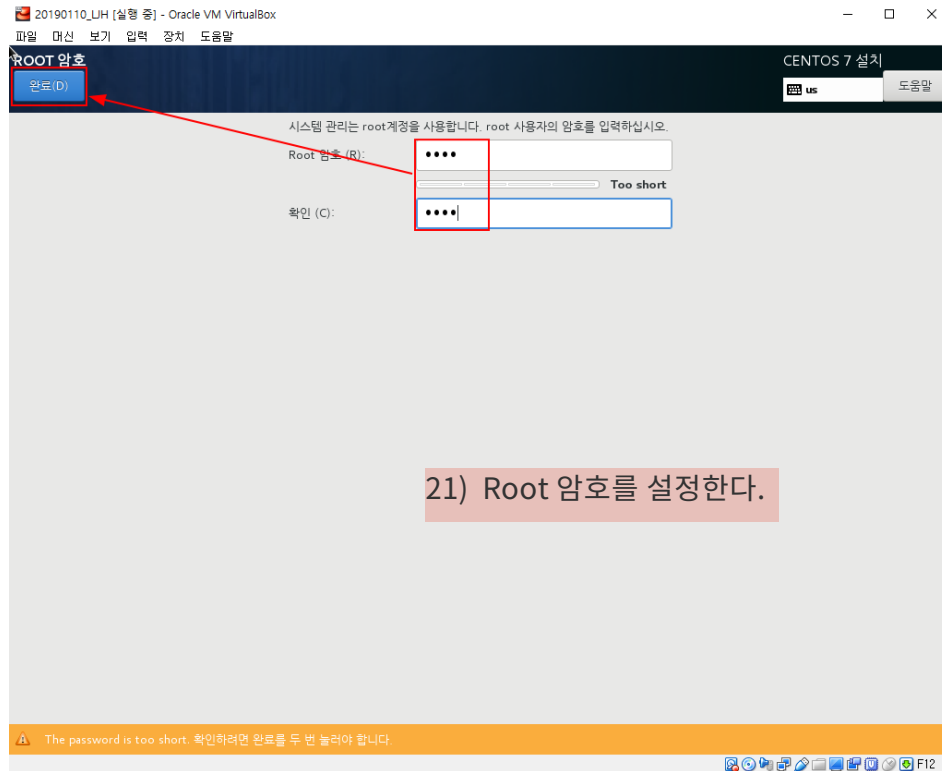 20190110_LJH [실행 중] - Oracle VM VirtualBox
파일 머신 보기 입력 장치 도움말
ROOT 암호
CENTOS 7 설치
완료(D)
us
도움말
시스템 관리는 root계정을 사용합니다. root 사용자의 암호를 입력하십시오.
Root 암호 (R):
••••
Too short
확인 (C):
••••
21) Root 암호를 설정한다.
The password is too short. 확인하려면 완료를 두 번 눌러야 합니다.
F12